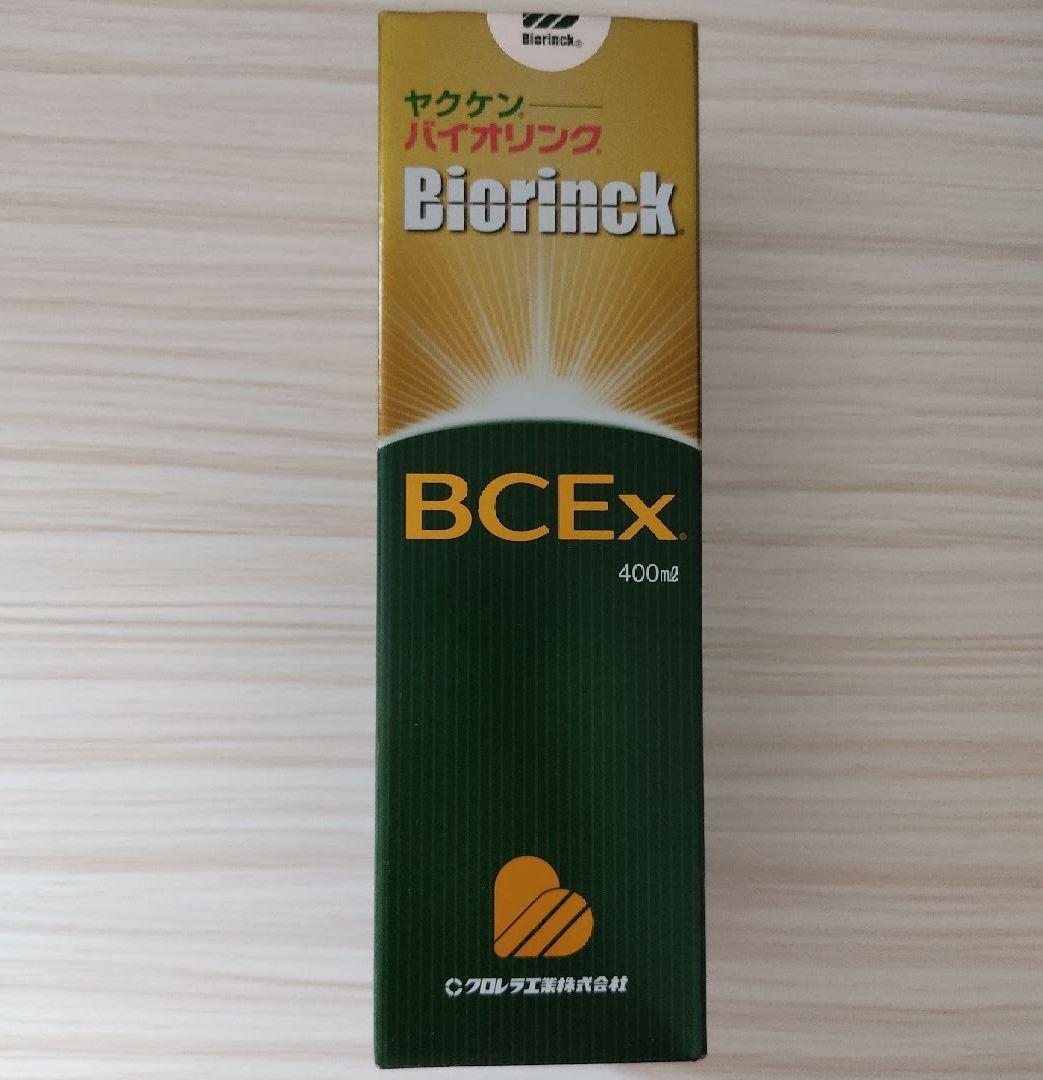 Biorinck®
ヤクケン®
バイオリンク®
Biorinck®
BCEx®
400㎖
クロレラ工業株式会社